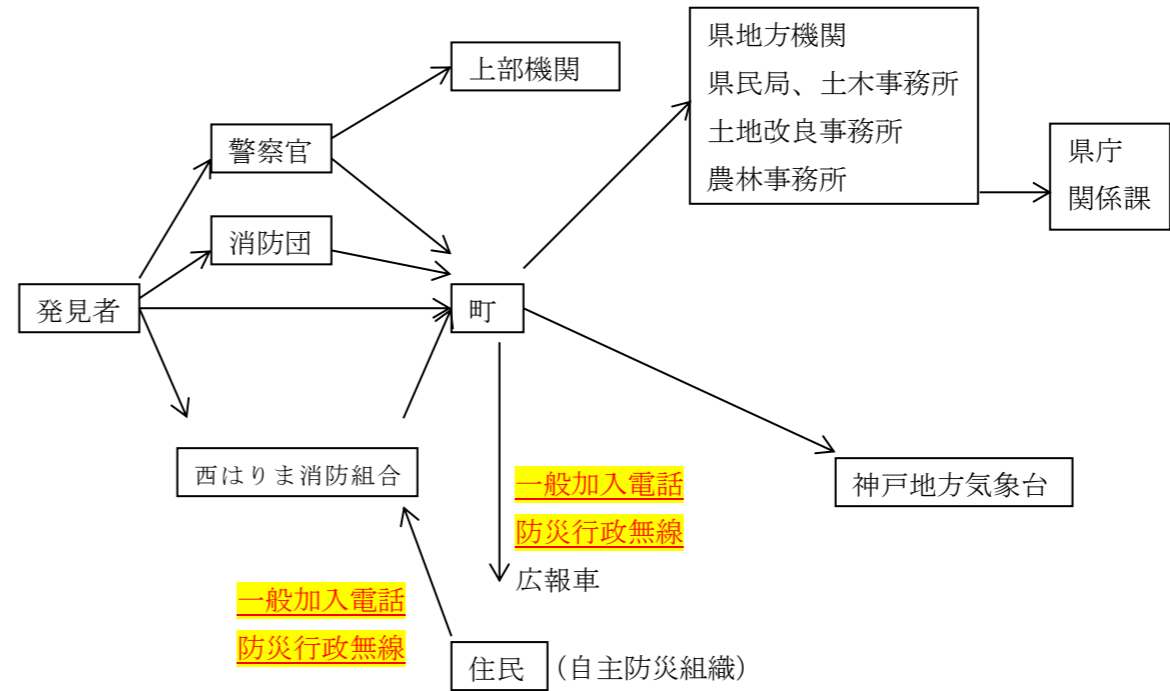 県地方機関
県民局、土木事務所
土地改良事務所
農林事務所
上部機関
県庁
関係課
警察官
消防団
発見者
町
西はりま消防組合
神戸地方気象台
一般加入電話
防災行政無線
広報車
一般加入電話
防災行政無線
住民
(自主防災組織)